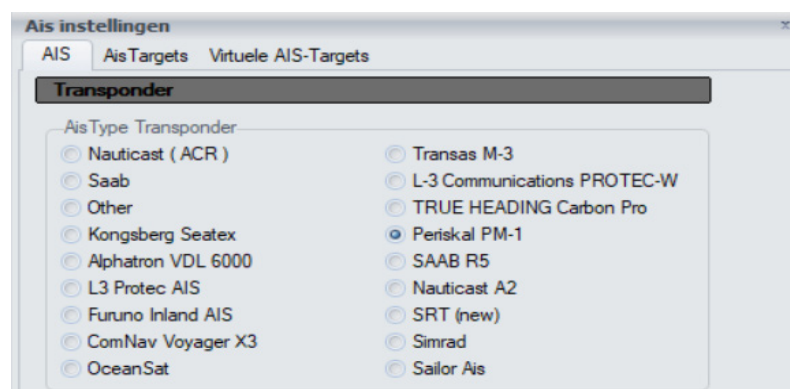 Ais instellingen
AIS AisTargets Virtuele AIS-Targets
Transponder
AisType Transponder
Nauticast ( ACR ) Transas M-3
Saab L-3 Communications PROTEC-W
Other TRUE HEADING Carbon Pro
Kongsberg Seatex Periskal PM-1
Alphatron VDL 6000 SAAB R5
L3 Protec AIS Nauticast A2
Furuno Inland AIS SRT (new)
ComNav Voyager X3 Simrad
OceanSat Sailor Ais